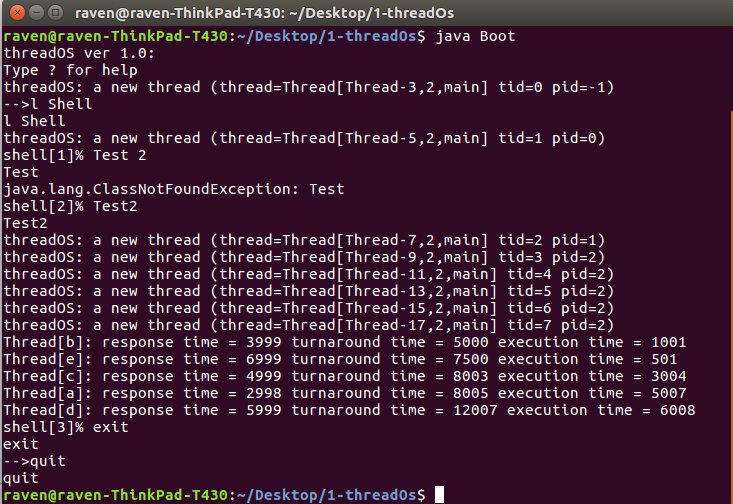 raven@raven-ThinkPad-T430: ~/Desktop/1-threadOs
raven@raven-ThinkPad-T430:~/Desktop/1-threadOs$ java Boot
threadOS ver 1.0:
Type ? for help
threadOS: a new thread (thread=Thread[Thread-3,2,main] tid=0 pid=-1)
-->l Shell
l Shell
threadOS: a new thread (thread=Thread[Thread-5,2,main] tid=1 pid=0)
shell[1]% Test 2
Test
java.lang.ClassNotFoundException: Test
shell[2]% Test2
Test2
threadOS: a new thread (thread=Thread[Thread-7,2,main] tid=2 pid=1)
threadOS: a new thread (thread=Thread[Thread-9,2,main] tid=3 pid=2)
threadOS: a new thread (thread=Thread[Thread-11,2,main] tid=4 pid=2)
threadOS: a new thread (thread=Thread[Thread-13,2,main] tid=5 pid=2)
threadOS: a new thread (thread=Thread[Thread-15,2,main] tid=6 pid=2)
threadOS: a new thread (thread=Thread[Thread-17,2,main] tid=7 pid=2)
Thread[b]: response time = 3999 turnaround time = 5000 execution time = 1001
Thread[e]: response time = 6999 turnaround time = 7500 execution time = 501
Thread[c]: response time = 4999 turnaround time = 8003 execution time = 3004
Thread[a]: response time = 2998 turnaround time = 8005 execution time = 5007
Thread[d]: response time = 5999 turnaround time = 12007 execution time = 6008
shell[3]% exit
exit
-->quit
quit
raven@raven-ThinkPad-T430:~/Desktop/1-threadOs$